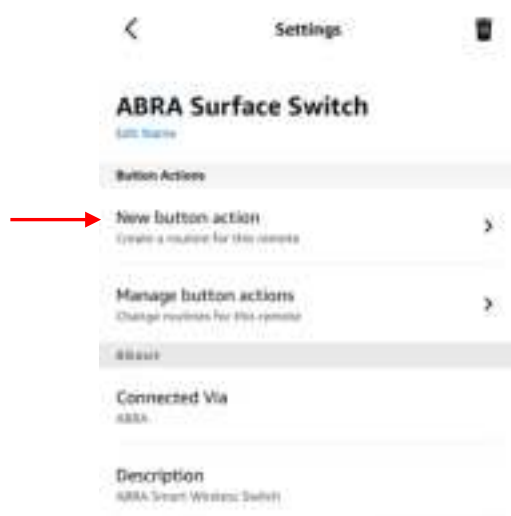 Settings
ABRA Surface Switch
Edit Name
Button Actions
New button action
Create a routine for this remote
Manage button actions
Change routines for this remote
About
Connected Via
ABRA
Description
ABRA Smart Wireless Switch